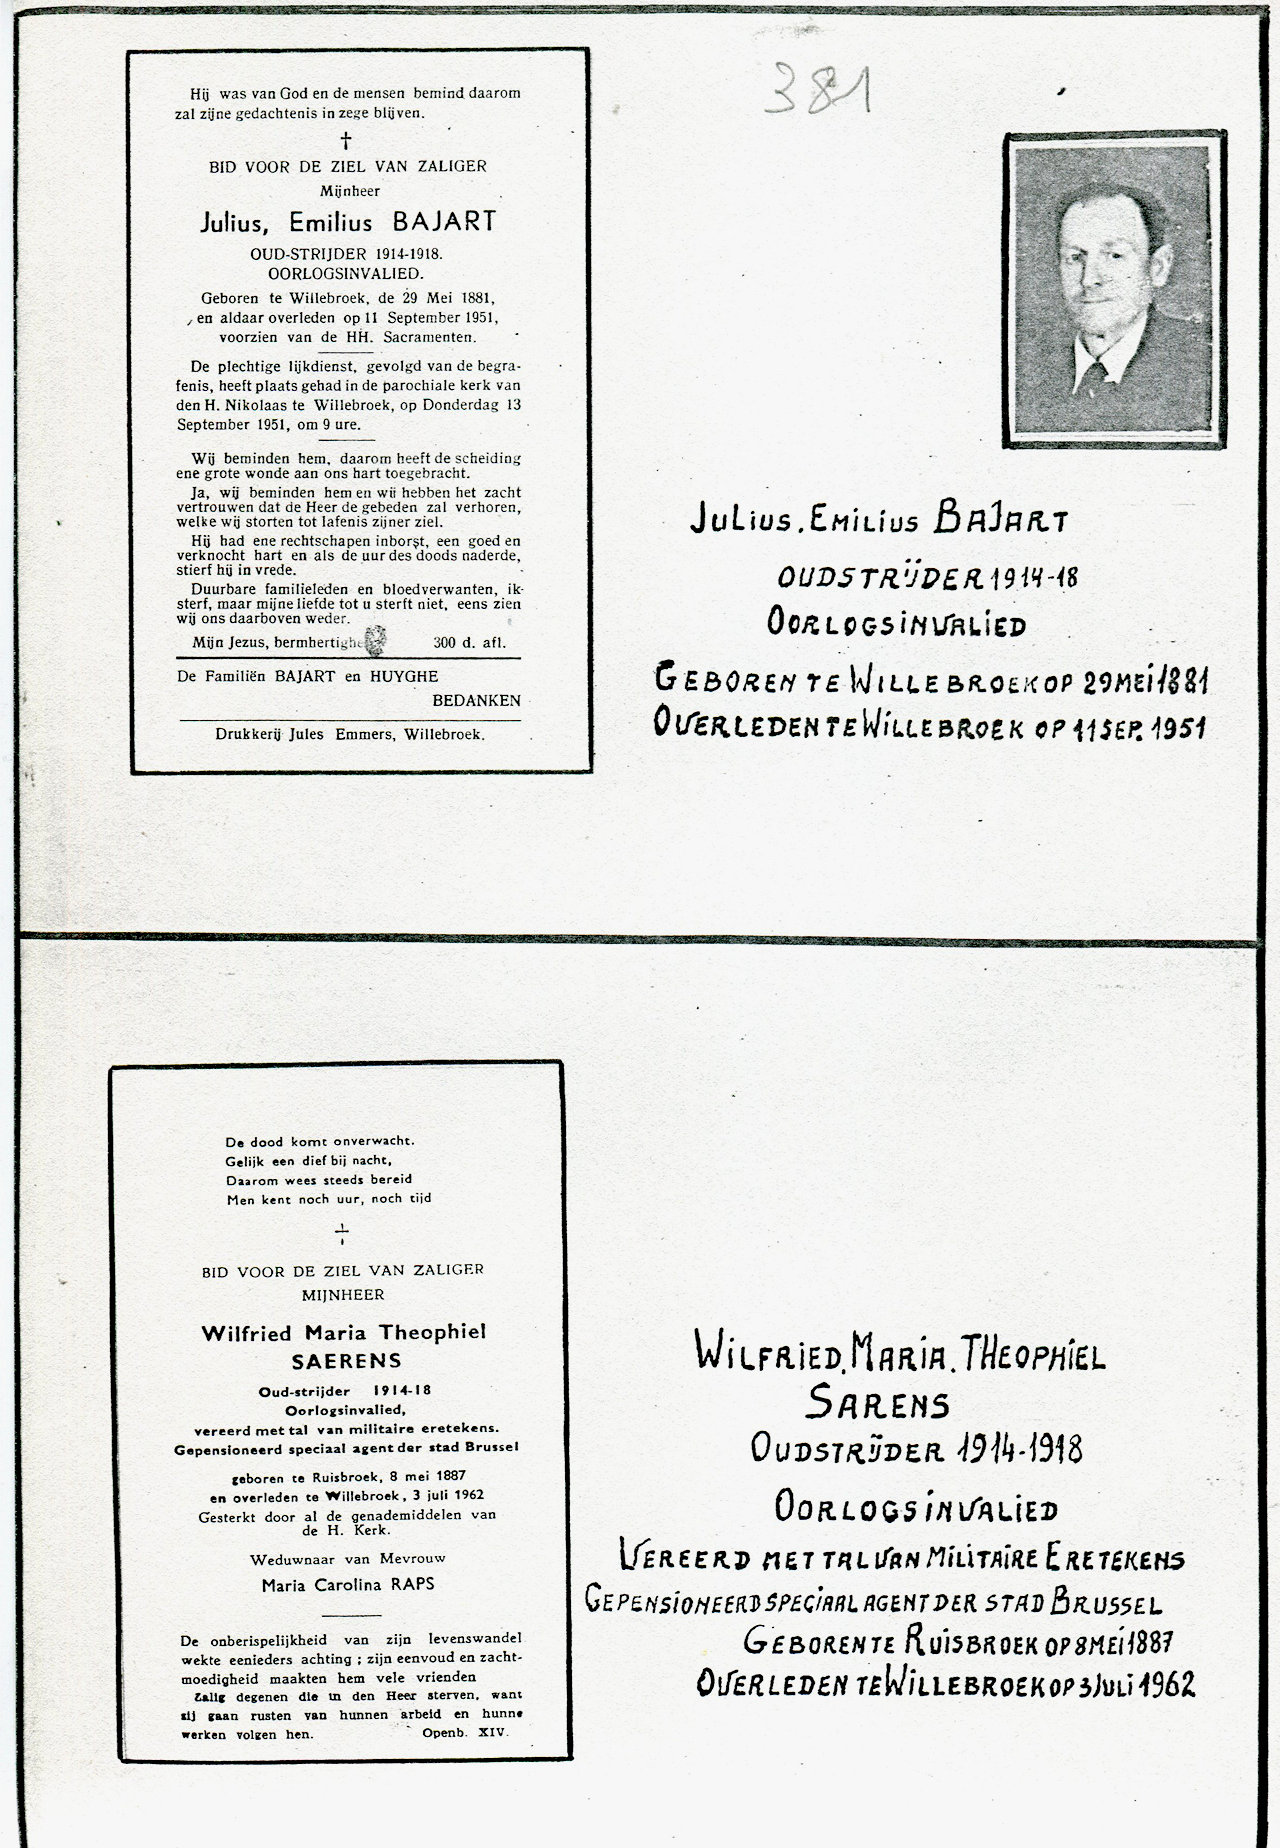 381
Hij was van God en de mensen bemind daarom
zal zijne gedachtenis in zege blijven.
BID VOOR DE ZIEL VAN ZALIGER
Mijnheer
Julius, Emilius BAJART
OUD-STRIJDER 1914-1918.
OORLOGSINVALIED.
Geboren te Willebroek, de 29 Mei 1881,
en aldaar overleden op 11 September 1951,
voorzien van de HH. Sacramenten.
De plechtige lijkdienst, gevolgd van de begra-
fenis, heeft plaats gehad in de parochiale kerk van
den H. Nikolaas te Willebroek, op Donderdag 13
September 1951, om 9 ure.
Wij beminden hem, daarom heeft de scheiding
ene grote wonde aan ons hart toegebracht.
Ja, wij beminden hem en wij hebben het zacht
vertrouwen dat de Heer de gebeden zal verhoren,
welke wij storten tot lafenis zijner ziel.
Hij had ene rechtschapen inborst, een goed en
verknocht hart en als de uur des doods naderde,
stierf hij in vrede.
Duurbare familieleden en bloedverwanten, ik
sterf, maar mijne liefde tot u sterft niet, eens zien
wij ons daarboven weder.
Mijn Jezus, 300 d. afl.
De Familiën BAJART en HUYGHE
BEDANKEN
Drukkerij Jules Emmers, Willebroek.
JULIUS. EMILIUS BAJART
OUDSTRIJDER 1914-18
OORLOGSINVALIED
GEBOREN TE WILLEBROEK OP 29 MEI 1881
OVERLEDEN TE WILLEBROEK OP 11 SEP. 1951
De dood komt onverwacht.
Gelijk een dief bij nacht,
Daarom wees steeds bereid
Men kent noch uur, noch tijd
BID VOOR DE ZIEL VAN ZALIGER
MIJNHEER
Wilfried Maria Theophiel
SAERENS
Oud-strijder 1914-18
Oorlogsinvalied,
vereerd met tal van militaire eretekens.
Gepensioneerd speciaal agent der stad Brussel
geboren te Ruisbroek, 8 mei 1887
en overleden te Willebroek, 3 juli 1962
Gesterkt door al de genademiddelen van
de H. Kerk.
Weduwnaar van Mevrouw
Maria Carolina RAPS
De onberispelijkheid van zijn levenswandel
wekte eenieders achting ; zijn eenvoud en zacht-
moedigheid maakten hem vele vrienden
Zalig degenen die in den Heer sterven, want
zij gaan rusten van hunnen arbeid en hunne
werken volgen hen. Openb. XIV.
WILFRIED. MARIA. THEOPHIEL
SARENS
OUDSTRIJDER 1914-1918
OORLOGSINVALIED
VEREERD MET TAL VAN MILITAIRE ERETEKENS
GEPENSIONEERD SPECIAAL AGENT DER STAD BRUSSEL
GEBOREN TE RUISBROEK OP 8 MEI 1887
OVERLEDEN TE WILLEBROEK OP 3 JULI 1962